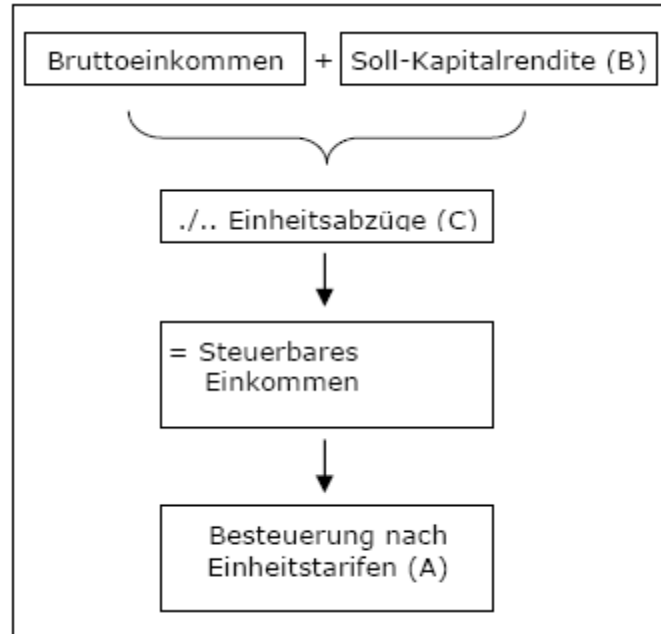 Bruttoeinkommen + Soll-Kapitalrendite (B)
./.. Einheitsabzüge (C)
= Steuerbares
Einkommen
Besteuerung nach
Einheitstarifen (A)